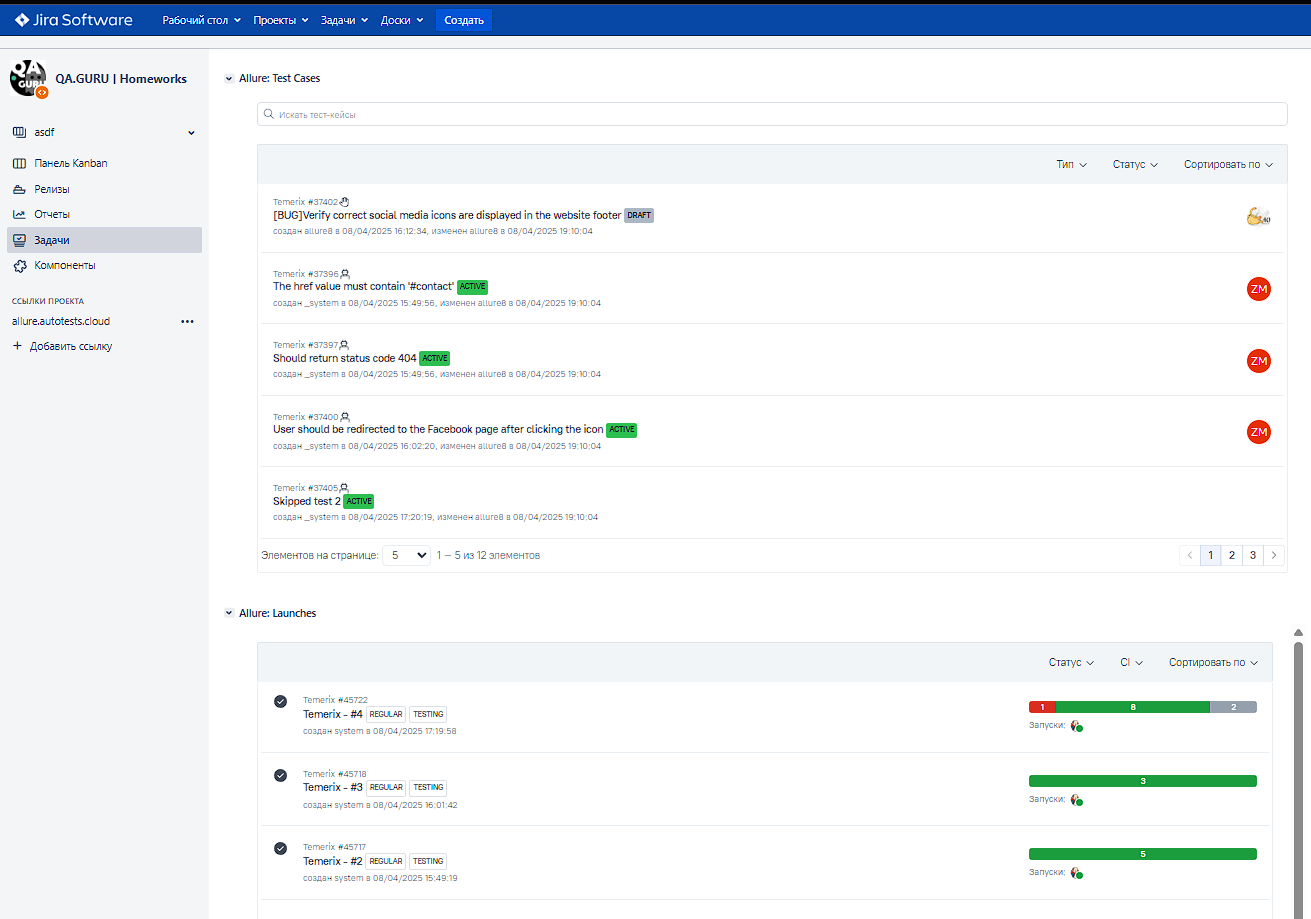 Jira Software Рабочий стол Проекты Задачи Доски Создать
QA GURU
QA.GURU | Homeworks
asdf
Панель Kanban
Релизы
Отчеты
Задачи
Компоненты
ССЫЛКИ ПРОЕКТА
allure.autotests.cloud
+ Добавить ссылку
Allure: Test Cases
Искать тест-кейсы
Тип Статус Сортировать по
Temerix #37402
[BUG]Verify correct social media icons are displayed in the website footer DRAFT
создан allure8 в 08/04/2025 16:12:34, изменен allure8 в 08/04/2025 19:10:04
Temerix #37396
The href value must contain '#contact' ACTIVE
создан _system в 08/04/2025 15:49:56, изменен allure8 в 08/04/2025 19:10:04
ZM
Temerix #37397
Should return status code 404 ACTIVE
создан _system в 08/04/2025 15:49:56, изменен allure8 в 08/04/2025 19:10:04
ZM
Temerix #37400
User should be redirected to the Facebook page after clicking the icon ACTIVE
создан _system в 08/04/2025 16:02:20, изменен allure8 в 08/04/2025 19:10:04
ZM
Temerix #37405
Skipped test 2 ACTIVE
создан _system в 08/04/2025 17:20:19, изменен allure8 в 08/04/2025 19:10:04
Элементов на странице: 5 1 — 5 из 12 элементов 1 2 3
Allure: Launches
Статус CI Сортировать по
Temerix #45722
Temerix - #4 REGULAR TESTING
создан system в 08/04/2025 17:19:58
1 8 2
Запуски:
Temerix #45718
Temerix - #3 REGULAR TESTING
создан system в 08/04/2025 16:01:42
3
Запуски:
Temerix #45717
Temerix - #2 REGULAR TESTING
создан system в 08/04/2025 15:49:19
5
Запуски: